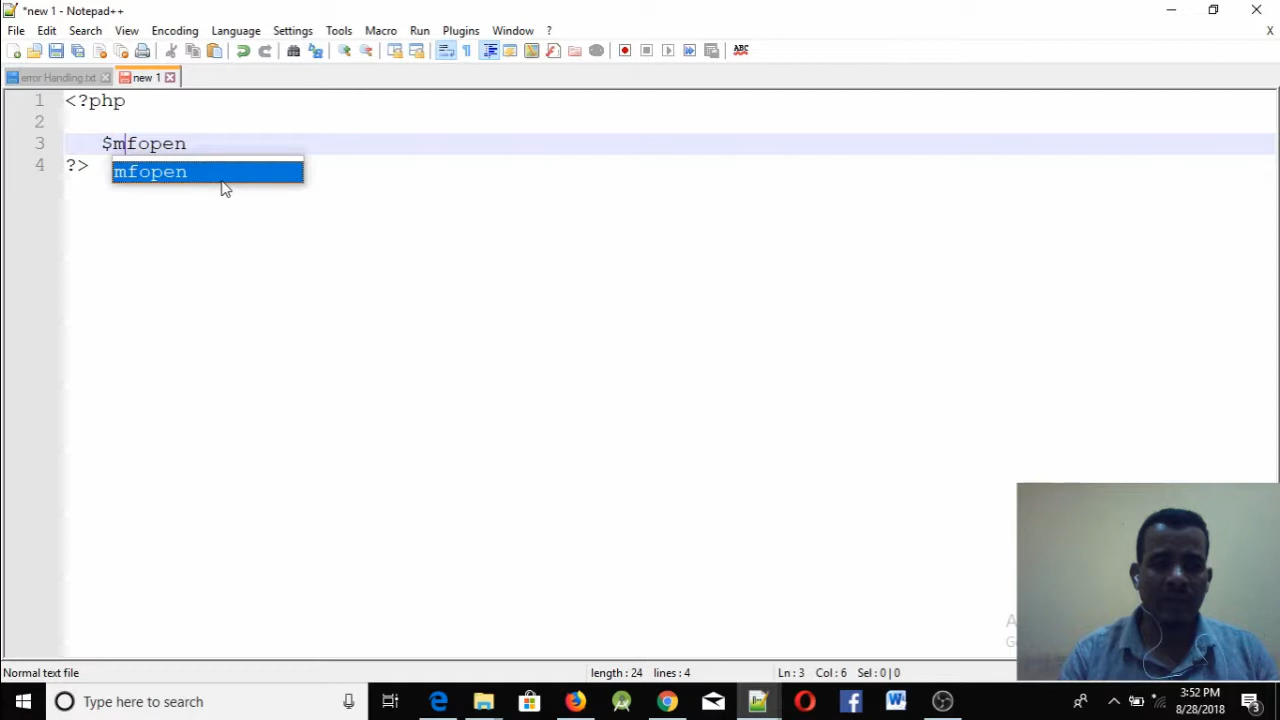 *new 1 - Notepad++
File Edit Search View Encoding Language Settings Tools Macro Run Plugins Window ? X
ABC
error Handling.txt new 1
1 <?php
2
3 $mfopen
4 ?>
mfopen
Normal text file length: 24 lines: 4 Ln: 3 Col: 6 Sel: 0 | 0
Type here to search
3:52 PM
8/28/2018
3